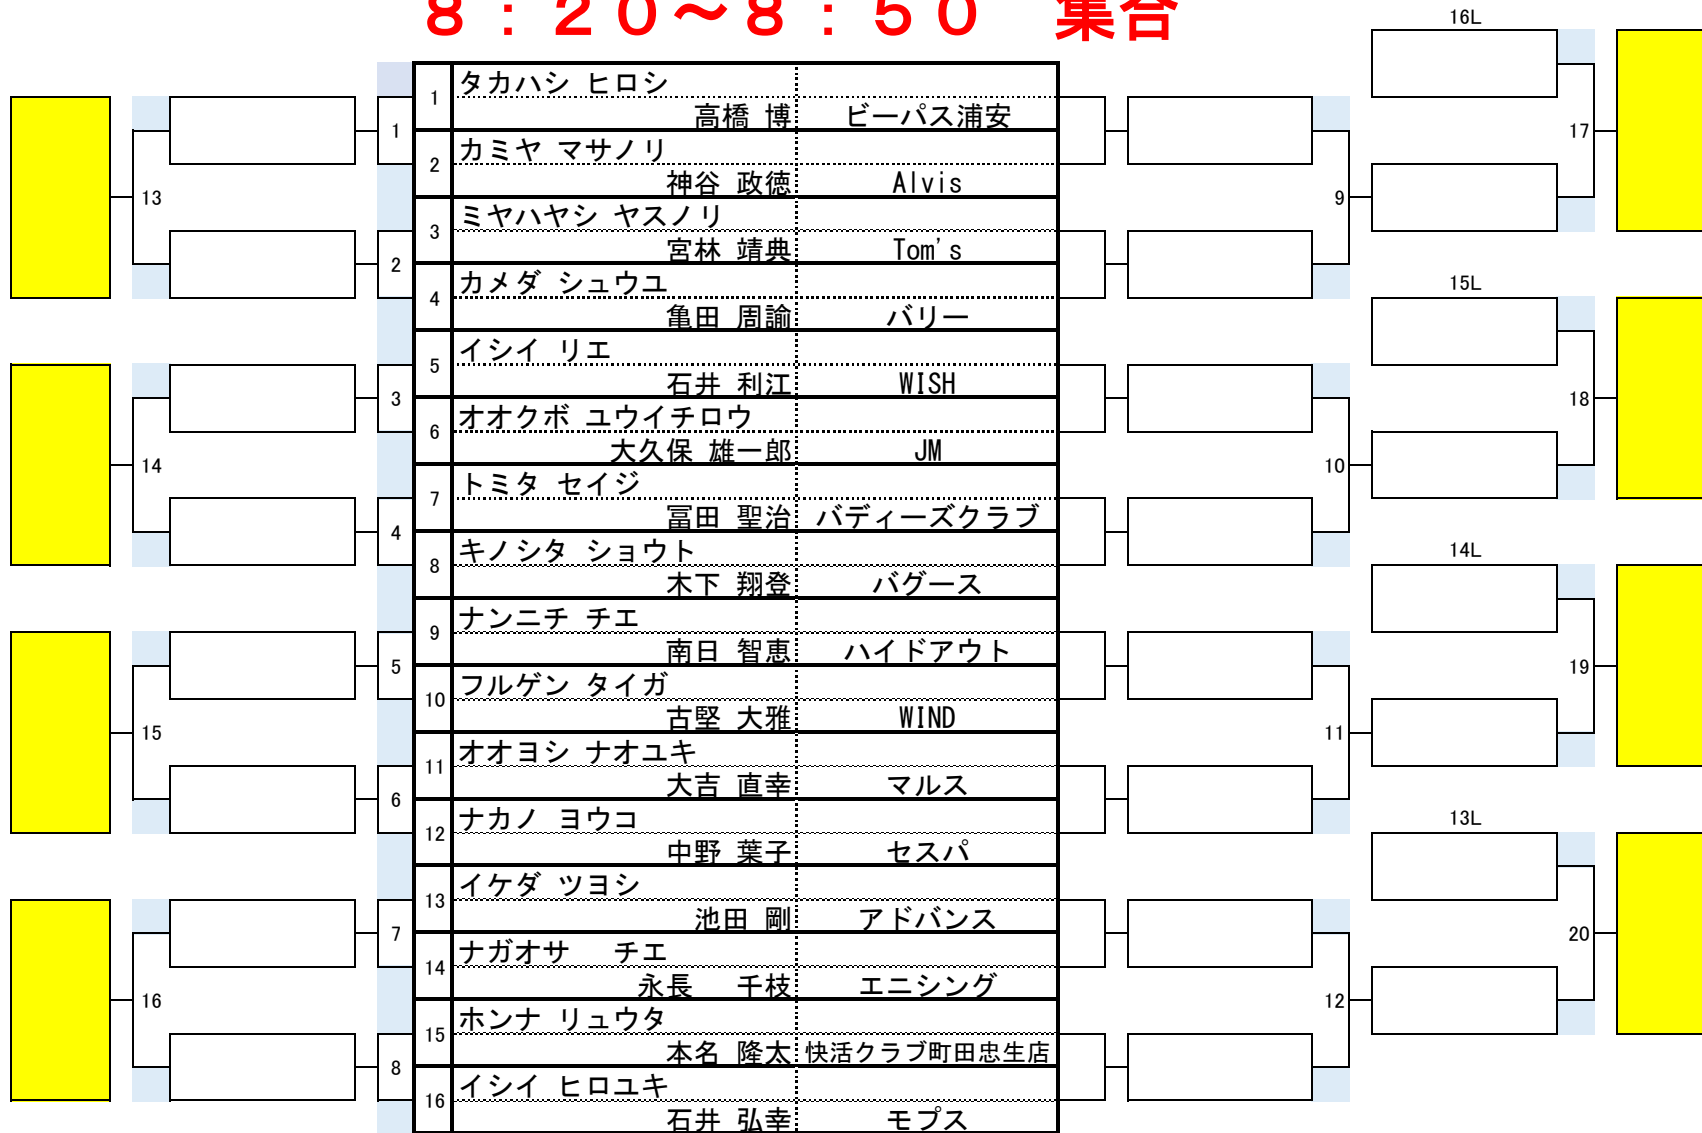 ８：２０～８：５０　集合
1 タカハシ ヒロシ
高橋 博 ビーパス浦安
2 カミヤ マサノリ
神谷 政徳 Alvis
3 ミヤハヤシ ヤスノリ
宮林 靖典 Tom's
4 カメダ シュウユ
亀田 周諭 バリー
5 イシイ リエ
石井 利江 WISH
6 オオクボ ユウイチロウ
大久保 雄一郎 JM
7 トミタ セイジ
冨田 聖治 バディーズクラブ
8 キノシタ ショウト
木下 翔登 バグース
9 ナンニチ チエ
南日 智恵 ハイドアウト
10 フルゲン タイガ
古堅 大雅 WIND
11 オオヨシ ナオユキ
大吉 直幸 マルス
12 ナカノ ヨウコ
中野 葉子 セスパ
13 イケダ ツヨシ
池田 剛 アドバンス
14 ナガオサ　チエ
永長　千枝 エニシング
15 ホンナ リュウタ
本名 隆太 快活クラブ町田忠生店
16 イシイ ヒロユキ
石井 弘幸 モプス
1
2
3
4
5
6
7
8
13
14
15
16
9
10
11
12
16L
17
15L
18
14L
19
13L
20